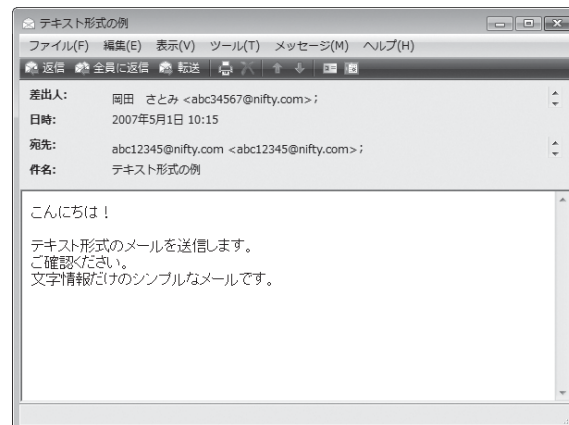 テキスト形式の例
ファイル(F) 編集(E) 表示(V) ツール(T) メッセージ(M) ヘルプ(H)
返信 全員に返信 転送
差出人: 岡田 さとみ <abc34567@nifty.com>;
日時: 2007年5月1日 10:15
宛先: abc12345@nifty.com <abc12345@nifty.com>;
件名: テキスト形式の例
こんにちは！
テキスト形式のメールを送信します。
ご確認ください。
文字情報だけのシンプルなメールです。